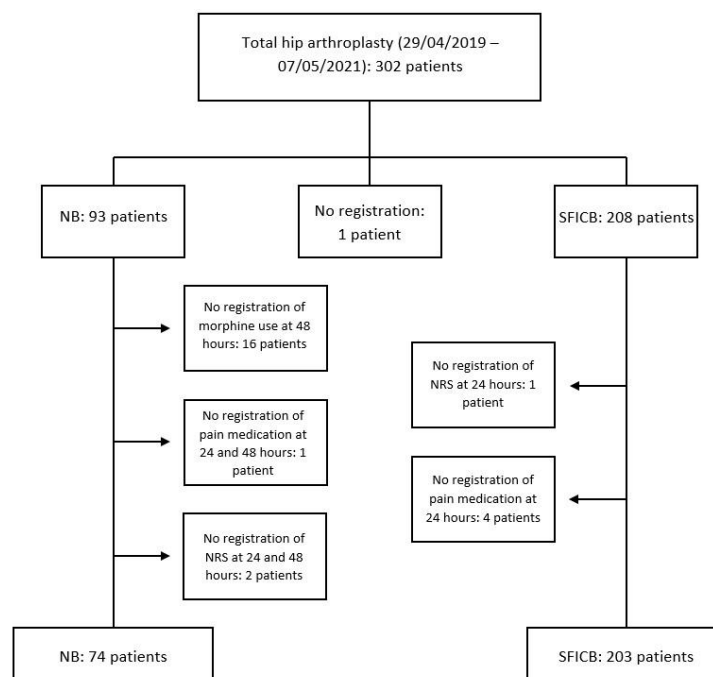 Total hip arthroplasty (29/04/2019 –
07/05/2021): 302 patients
NB: 93 patients
No registration:
1 patient
SFICB: 208 patients
No registration of
morphine use at 48
hours: 16 patients
No registration of
pain medication at
24 and 48 hours: 1
patient
No registration of
NRS at 24 and 48
hours: 2 patients
No registration of
NRS at 24 hours: 1
patient
No registration of
pain medication at
24 hours: 4 patients
NB: 74 patients
SFICB: 203 patients